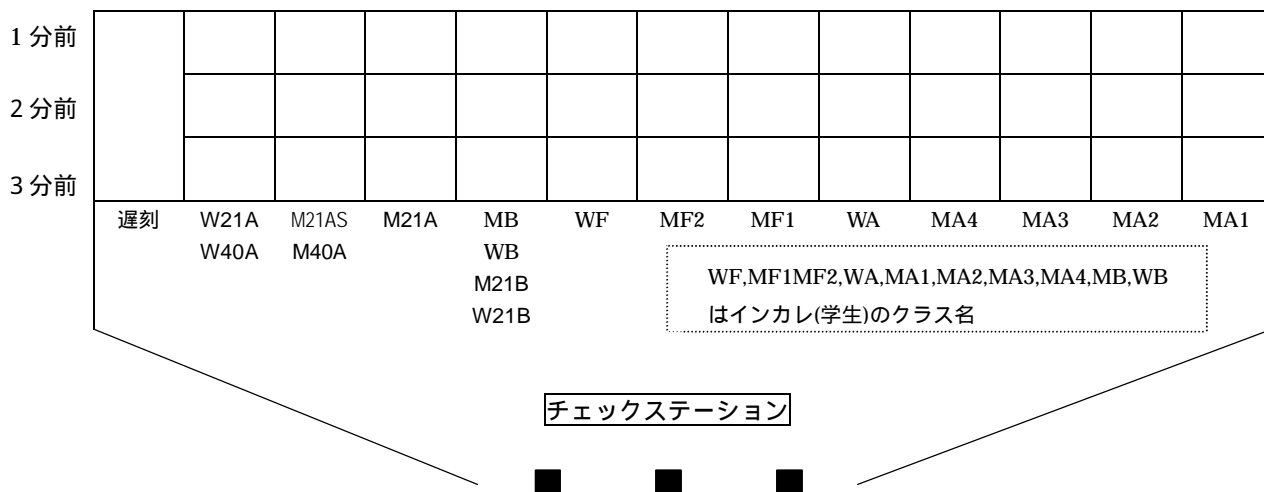 1分前
2分前
3分前
遅刻 W21A M21AS M21A MB WF MF2 MF1 WA MA4 MA3 MA2 MA1
W40A M40A WB
M21B
W21B
WF,MF1MF2,WA,MA1,MA2,MA3,MA4,MB,WB
はインカレ(学生)のクラス名
チェックステーション